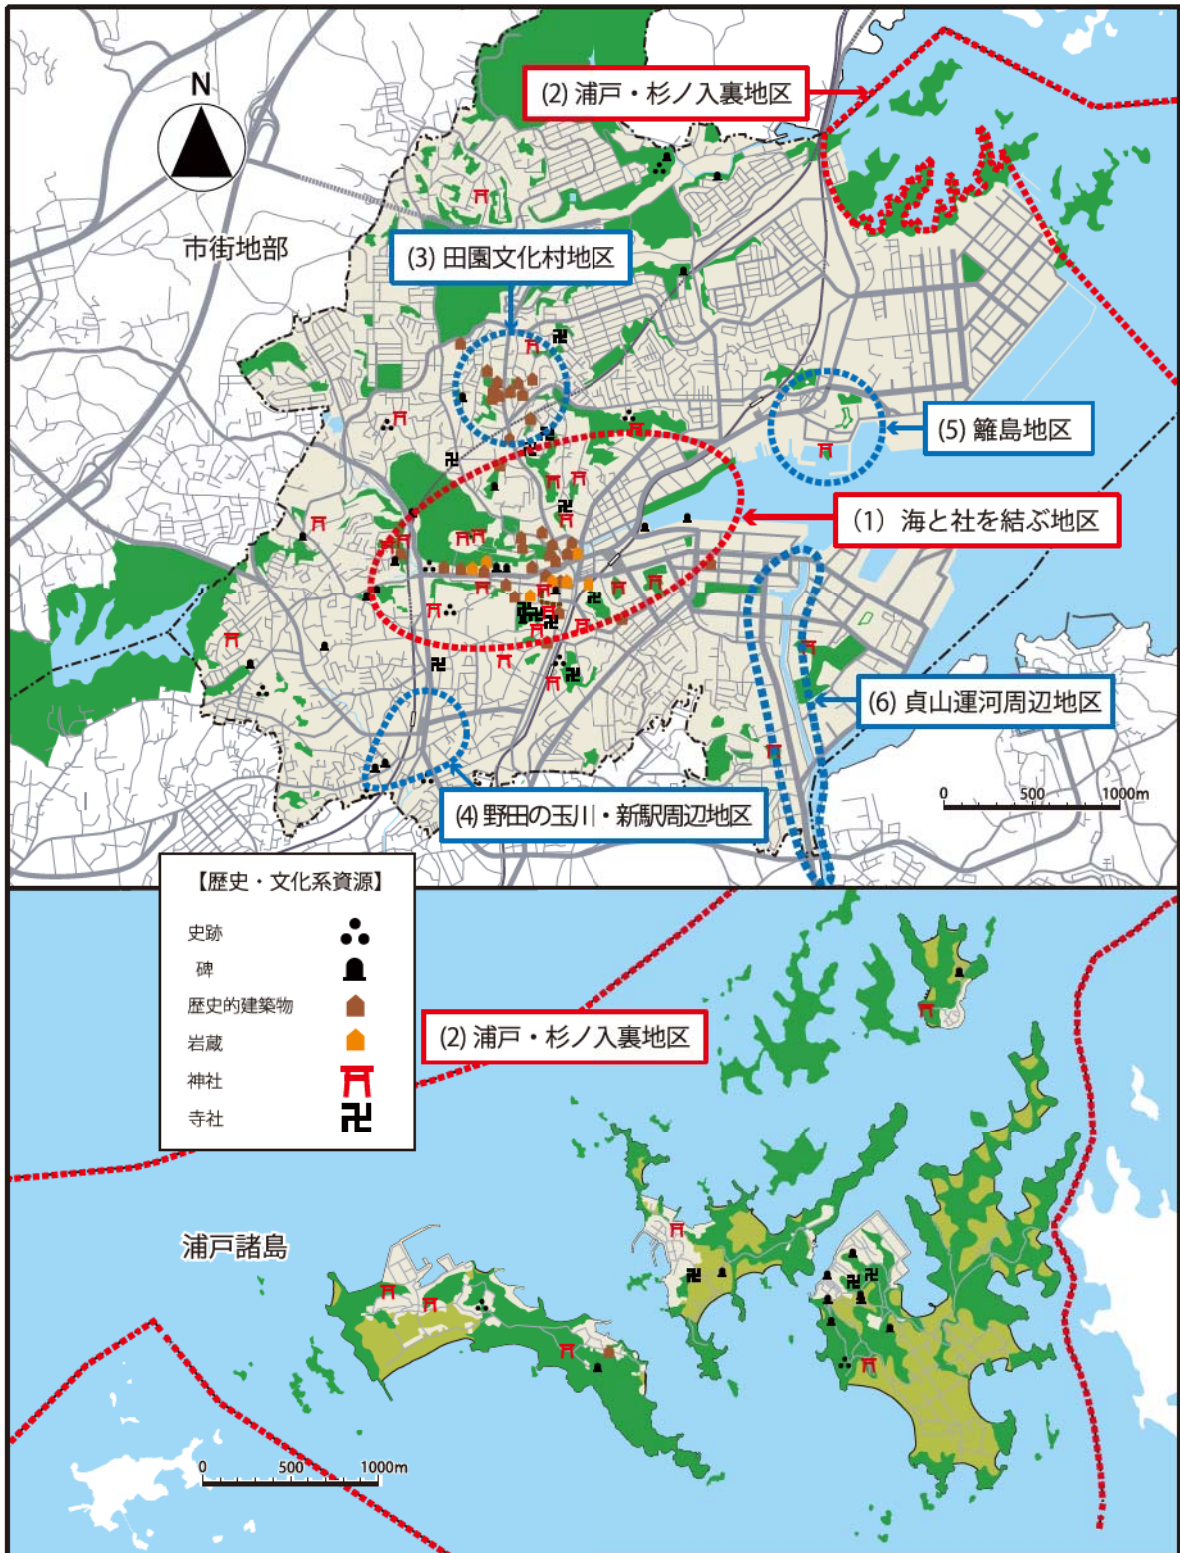 N
(2) 浦戸・杉ノ入裏地区
市街地部
(3) 田園文化村地区
(5) 籬島地区
(1) 海と社を結ぶ地区
(6) 貞山運河周辺地区
0 500 1000m
(4) 野田の玉川・新駅周辺地区
【歴史・文化系資源】
史跡
碑
歴史的建築物
岩蔵
神社
寺社
(2) 浦戸・杉ノ入裏地区
浦戸諸島
0 500 1000m